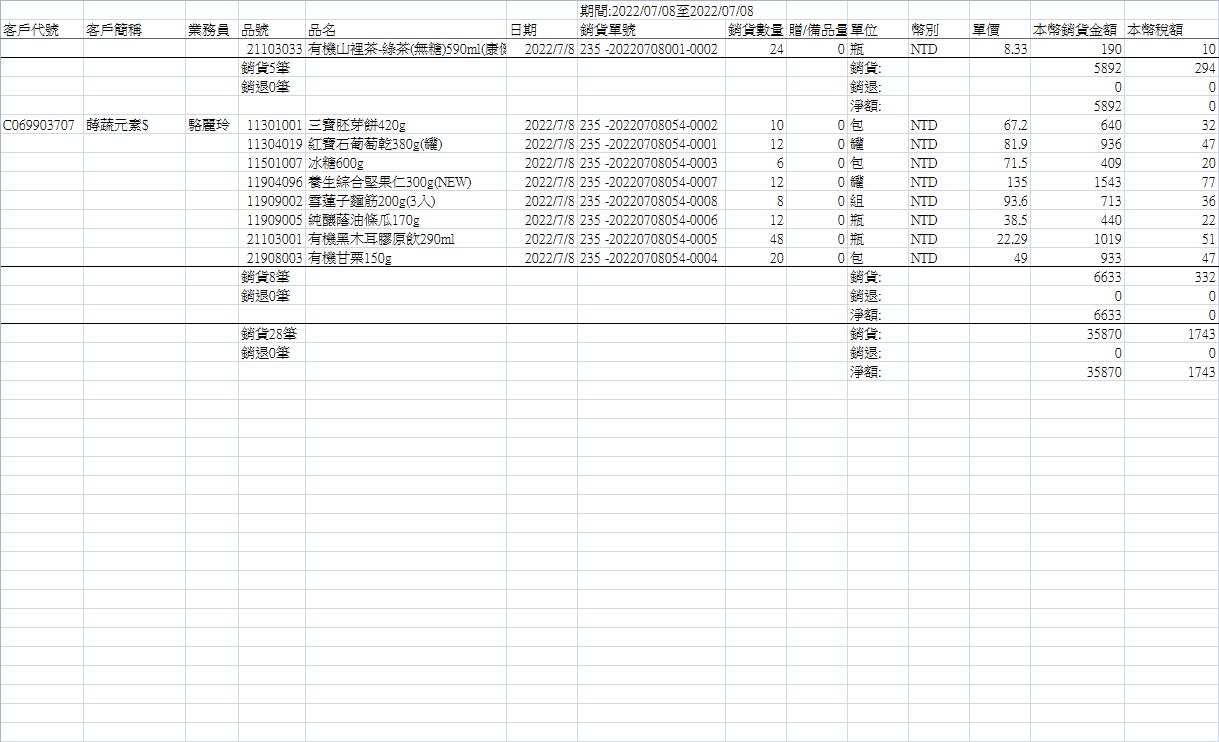 期間:2022/07/08至2022/07/08
客戶代號 客戶簡稱 業務員 品號 品名 日期 銷貨單號 銷貨數量 贈/備品量 單位 幣別 單價 本幣銷貨金額 本幣稅額
21103033 有機山裡茶-綠茶(無糖)590ml(康 2022/7/8 235 -20220708001-0002 24 0 瓶 NTD 8.33 190 10
銷貨5筆 銷貨: 5892 294
銷退0筆 銷退: 0 0
淨額: 5892 0
C069903707 蒔蔬元素$ 駱麗玲 11301001 三寶胚芽餅420g 2022/7/8 235 -20220708054-0002 10 0 包 NTD 67.2 640 32
11304019 紅寶石葡萄乾380g(罐) 2022/7/8 235 -20220708054-0001 12 0 罐 NTD 81.9 936 47
11501007 冰糖600g 2022/7/8 235 -20220708054-0003 6 0 包 NTD 71.5 409 20
11904096 養生綜合堅果仁300g(NEW) 2022/7/8 235 -20220708054-0007 12 0 罐 NTD 135 1543 77
11909002 雪蓮子麵筋200g(3入) 2022/7/8 235 -20220708054-0008 8 0 組 NTD 93.6 713 36
11909005 純釀蔭油條瓜170g 2022/7/8 235 -20220708054-0006 12 0 瓶 NTD 38.5 440 22
21103001 有機黑木耳膠原飲290ml 2022/7/8 235 -20220708054-0005 48 0 瓶 NTD 22.29 1019 51
21908003 有機甘栗150g 2022/7/8 235 -20220708054-0004 20 0 包 NTD 49 933 47
銷貨8筆 銷貨: 6633 332
銷退0筆 銷退: 0 0
淨額: 6633 0
銷貨28筆 銷貨: 35870 1743
銷退0筆 銷退: 0 0
淨額: 35870 1743